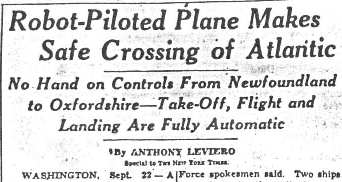 Robot-Piloted Plane Makes
Safe Crossing of Atlantic
No Hand on Controls From Newfoundland
to Oxfordshire—Take-Off, Flight and
Landing Are Fully Automatic
By ANTHONY LEVIERO
Special to THE NEW YORK TIMES.
WASHINGTON, Sept. 22—A Force spokesmen said. Two ships